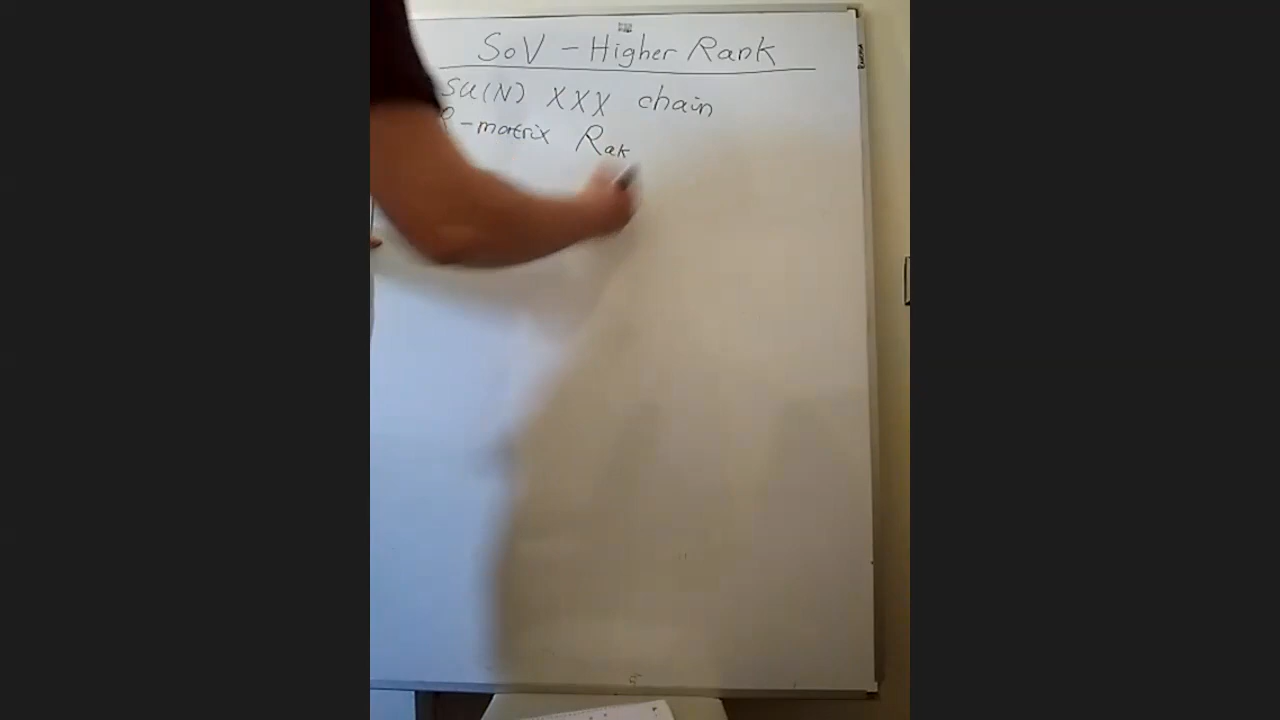 SoV - Higher Rank
SU(N) XXX chain
R-matrix Rak